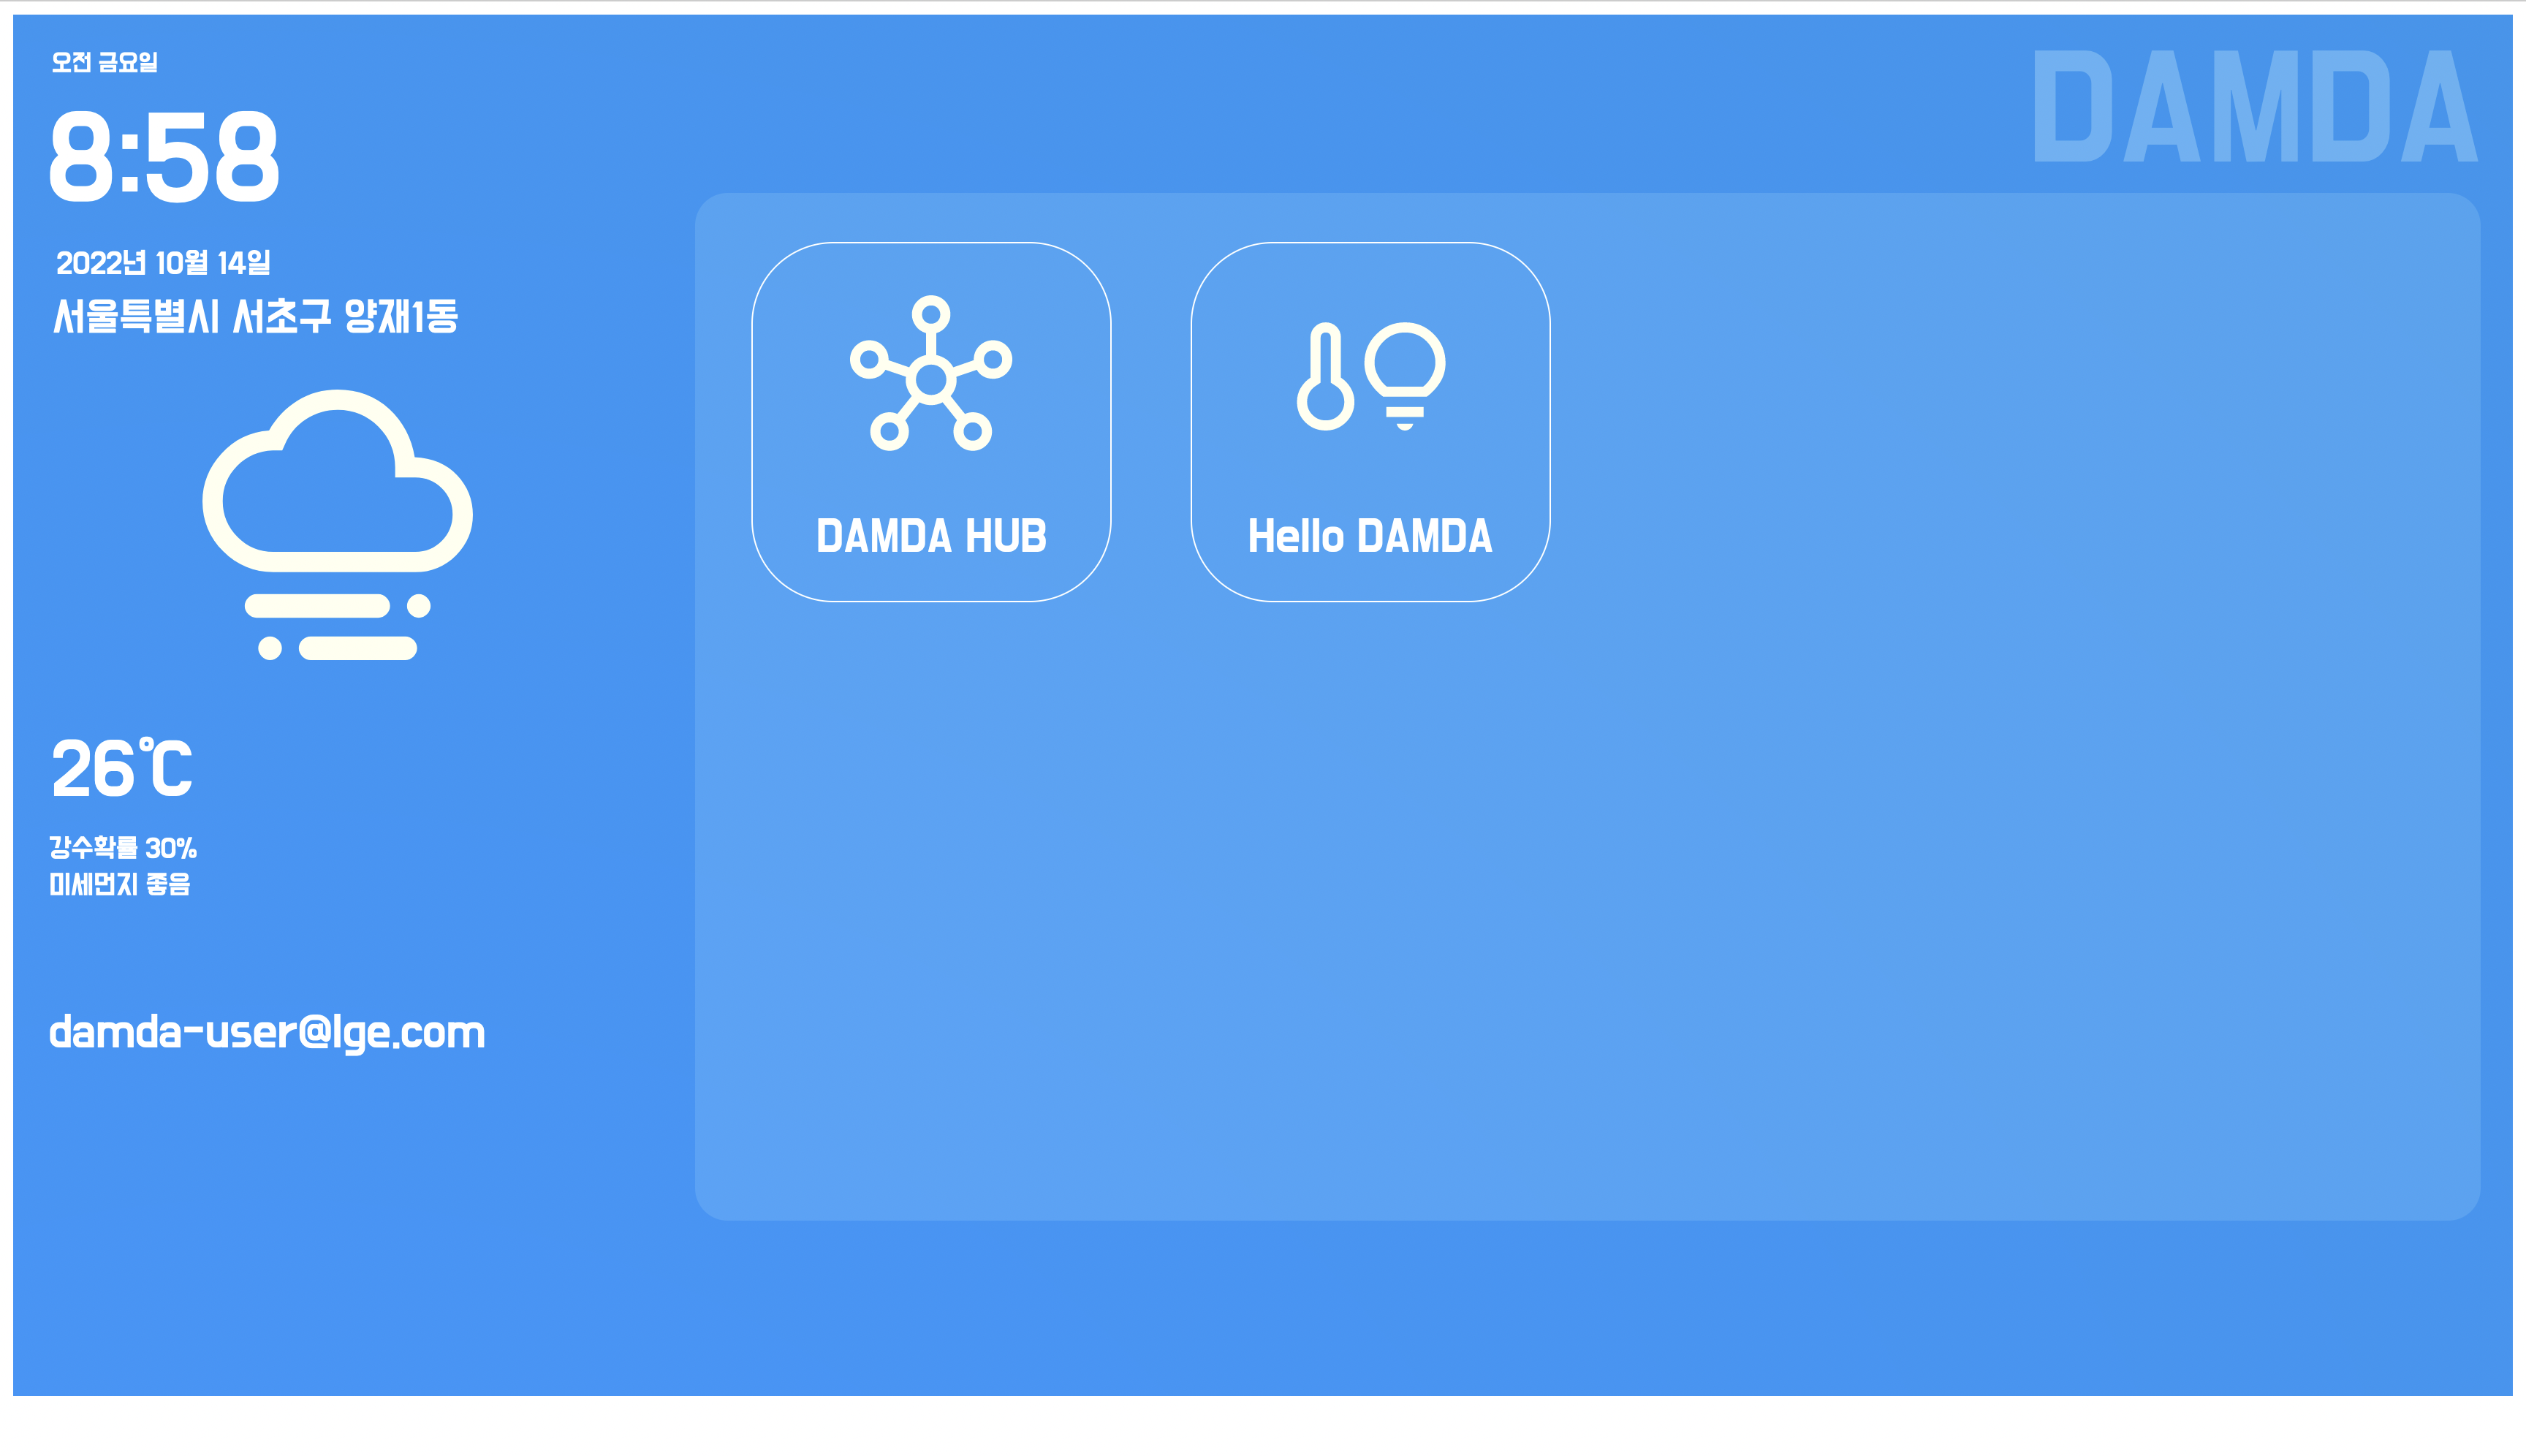 오전 금요일
8:58
2022년 10월 14일
서울특별시 서초구 양재1동
26℃
강수확률 30%
미세먼지 좋음
damda-user@lge.com
DAMDA
DAMDA HUB
Hello DAMDA